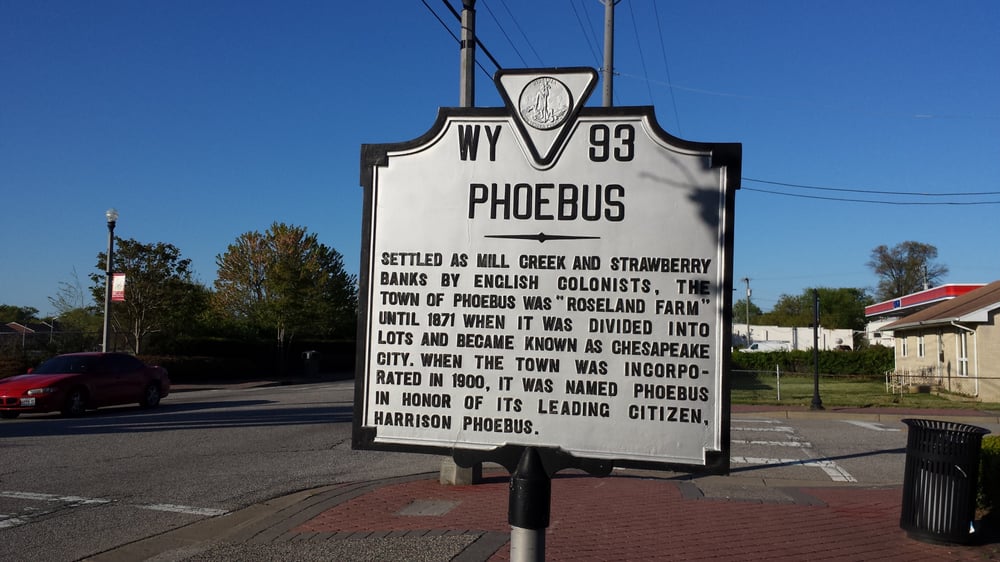 WY 93
PHOEBUS
SETTLED AS MILL CREEK AND STRAWBERRY
BANKS BY ENGLISH COLONISTS, THE
TOWN OF PHOEBUS WAS "ROSELAND FARM"
UNTIL 1871 WHEN IT WAS DIVIDED INTO
LOTS AND BECAME KNOWN AS CHESAPEAKE
CITY. WHEN THE TOWN WAS INCORPO-
RATED IN 1900, IT WAS NAMED PHOEBUS
IN HONOR OF ITS LEADING CITIZEN,
HARRISON PHOEBUS.